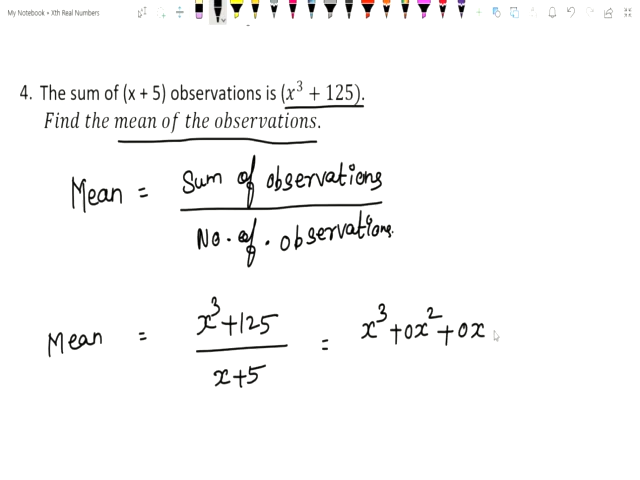 My Notebook » Xth Real Numbers
4. The sum of (x + 5) observations is (x³ + 125).
Find the mean of the observations.
Mean = Sum of observations
No. of. observations.
Mean = x³+125 / x+5 = x³+0x²+0x